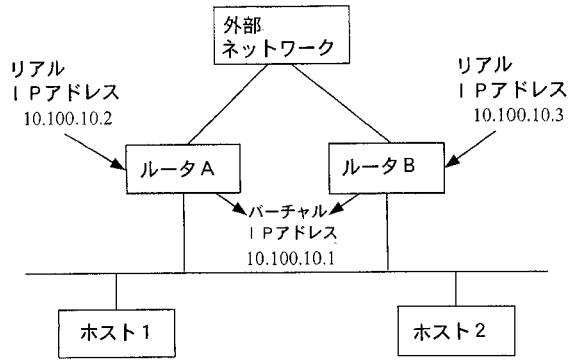 外部
ネットワーク
リアル
ＩＰアドレス
10.100.10.2
リアル
ＩＰアドレス
10.100.10.3
ルータＡ
ルータＢ
バーチャル
ＩＰアドレス
10.100.10.1
ホスト１
ホスト２